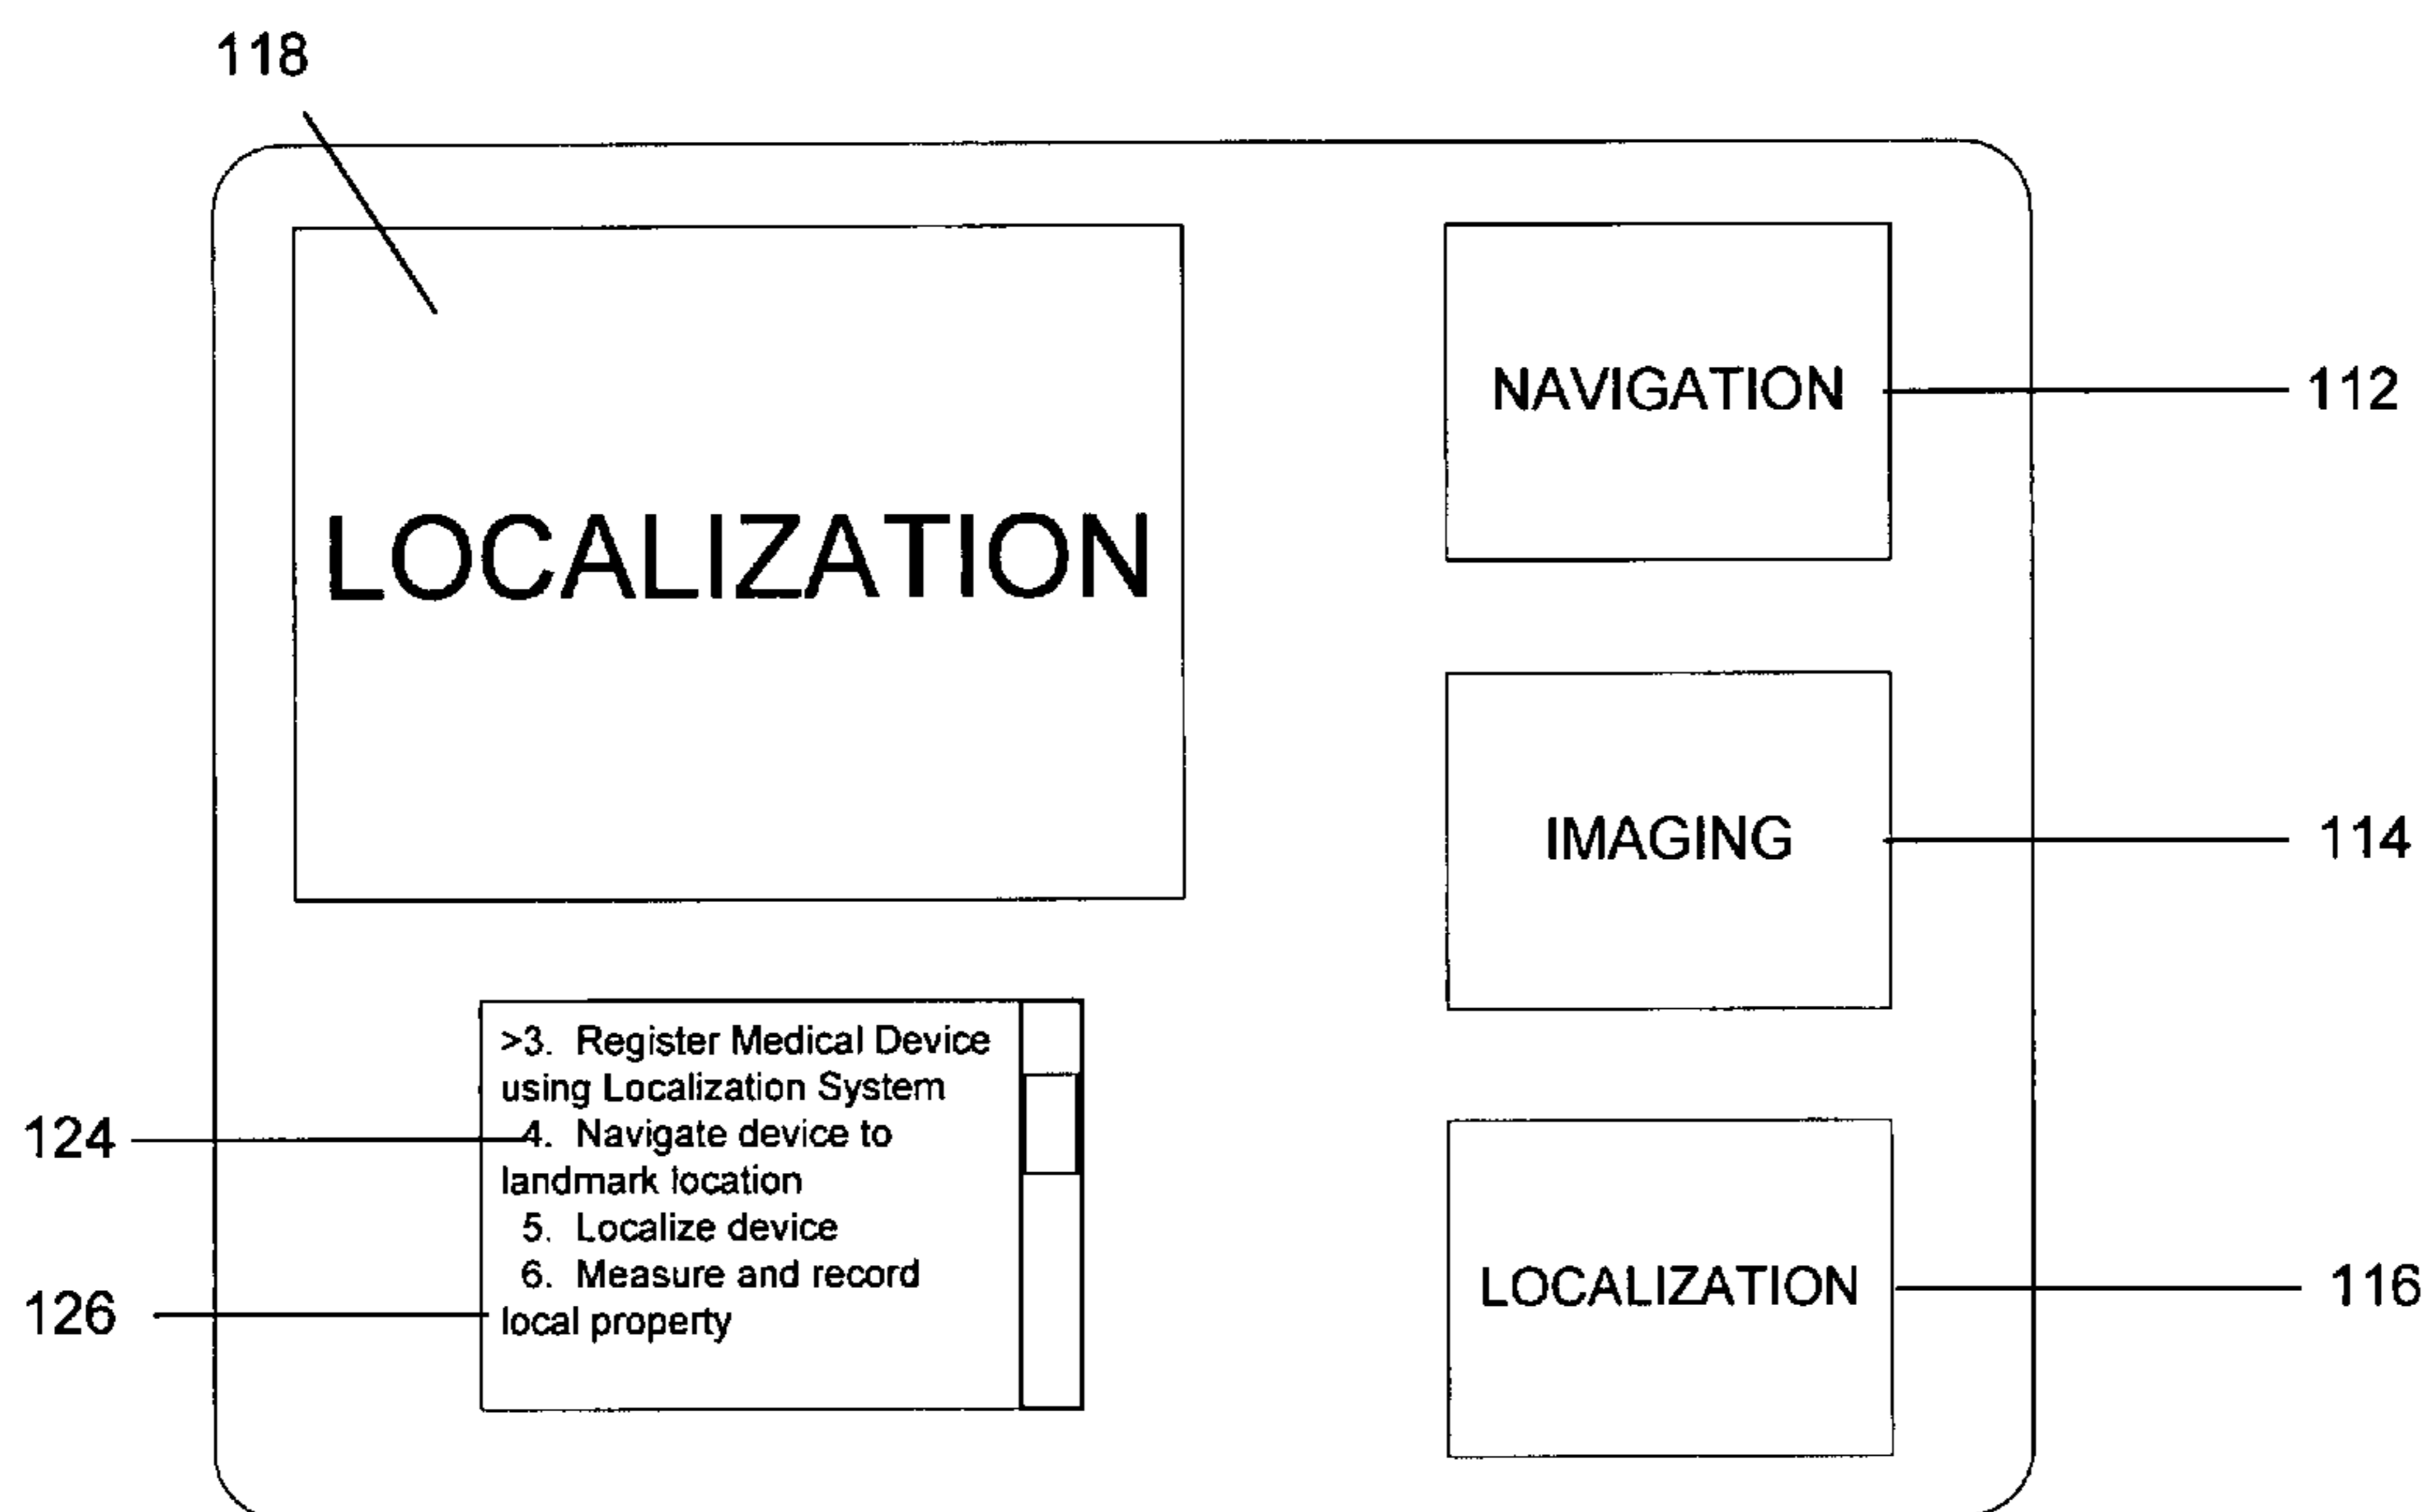 118
LOCALIZATION
NAVIGATION
112
IMAGING
114
>3. Register Medical Device
using Localization System
124
4. Navigate device to
landmark location
5. Localize device
6. Measure and record
126
local property
LOCALIZATION
116